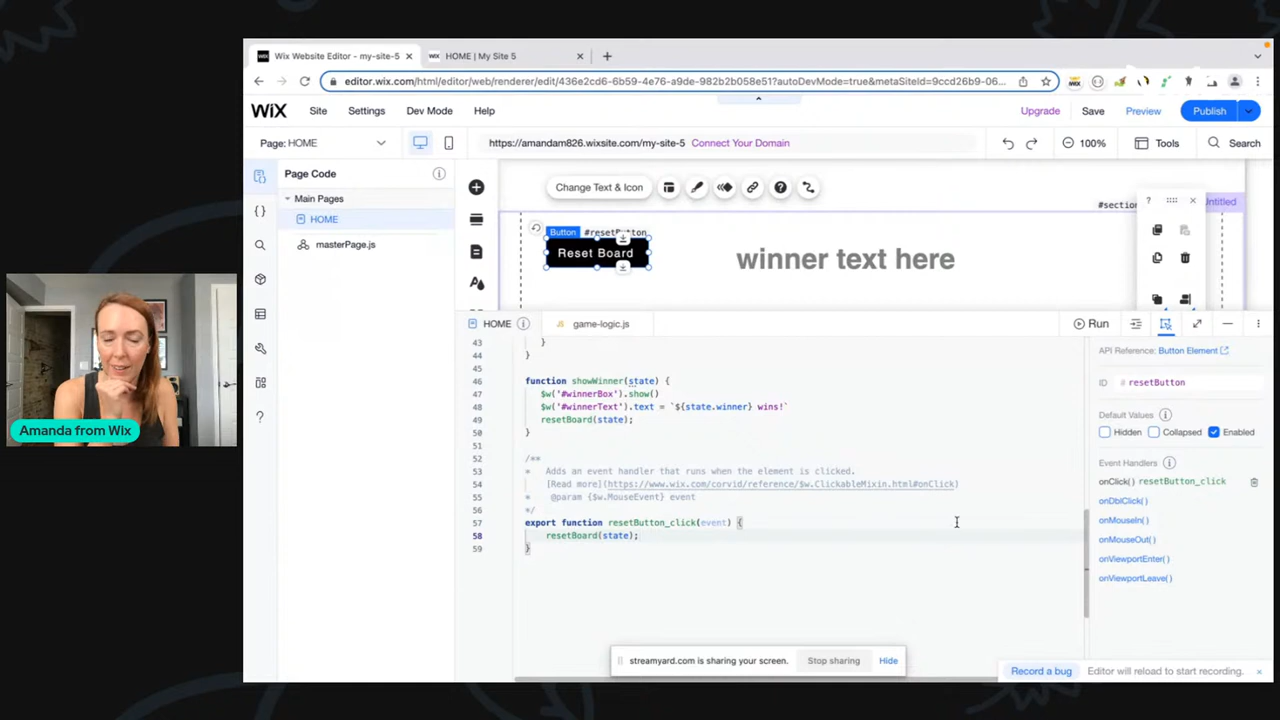 Wix Website Editor - my-site-5
HOME | My Site 5
editor.wix.com/html/editor/web/renderer/edit/436e2cd6-6b59-4e76-a9de-982b2b058e51?autoDevMode=true&metaSiteId=9ccd26b9-06...
WiX
Site
Settings
Dev Mode
Help
Upgrade
Save
Preview
Publish
Page: HOME
https://amandam826.wixsite.com/my-site-5
Connect Your Domain
100%
Tools
Search
Page Code
Main Pages
HOME
masterPage.js
Change Text & Icon
#section
Untitled
Button
#resetButton
Reset Board
winner text here
HOME
game-logic.js
Run
43 }
44 }
45
46 function showWinner(state) {
47 $w('#winnerBox').show()
48 $w('#winnerText').text = `${state.winner} wins!`
49 resetBoard(state);
50 }
51
52 /**
53 * Adds an event handler that runs when the element is clicked.
54 [Read more](https://www.wix.com/corvid/reference/$w.ClickableMixin.html#onClick)
55 * @param {$w.MouseEvent} event
56 */
57 export function resetButton_click(event) {
58 resetBoard(state);
59 }
API Reference: Button Element
ID # resetButton
Default Values
Hidden
Collapsed
Enabled
Event Handlers
onClick() resetButton_click
onDblClick()
onMouseIn()
onMouseOut()
onViewportEnter()
onViewportLeave()
Amanda from Wix
streamyard.com is sharing your screen.
Stop sharing
Hide
Record a bug
Editor will reload to start recording.